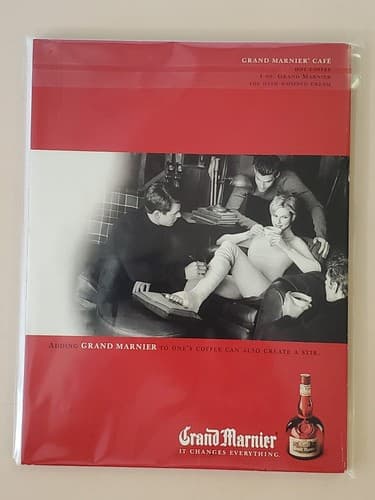 GRAND MARNIER® CAFÉ
HOT COFFEE
1 OZ. GRAND MARNIER
TOP WITH WHIPPED CREAM
ADDING GRAND MARNIER TO ONE'S COFFEE CAN ALSO CREATE A STIR.
Grand Marnier®
IT CHANGES EVERYTHING.